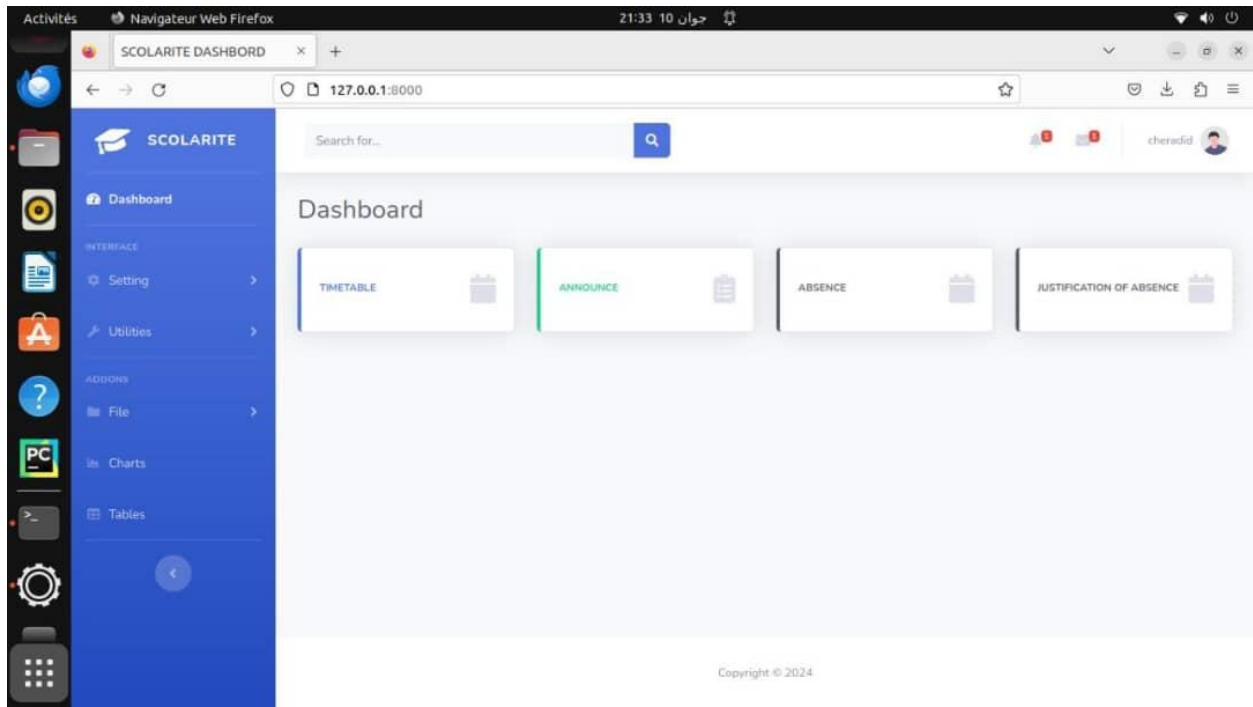 Activités
Navigateur Web Firefox
21:33 10 جوان
SCOLARITE DASHBORD
127.0.0.1:8000
SCOLARITE
Search for...
cheradid
Dashboard
Dashboard
INTERFACE
Setting
TIMETABLE
ANNOUNCE
ABSENCE
JUSTIFICATION OF ABSENCE
Utilities
ADDONS
File
PC
Charts
Tables
Copyright © 2024